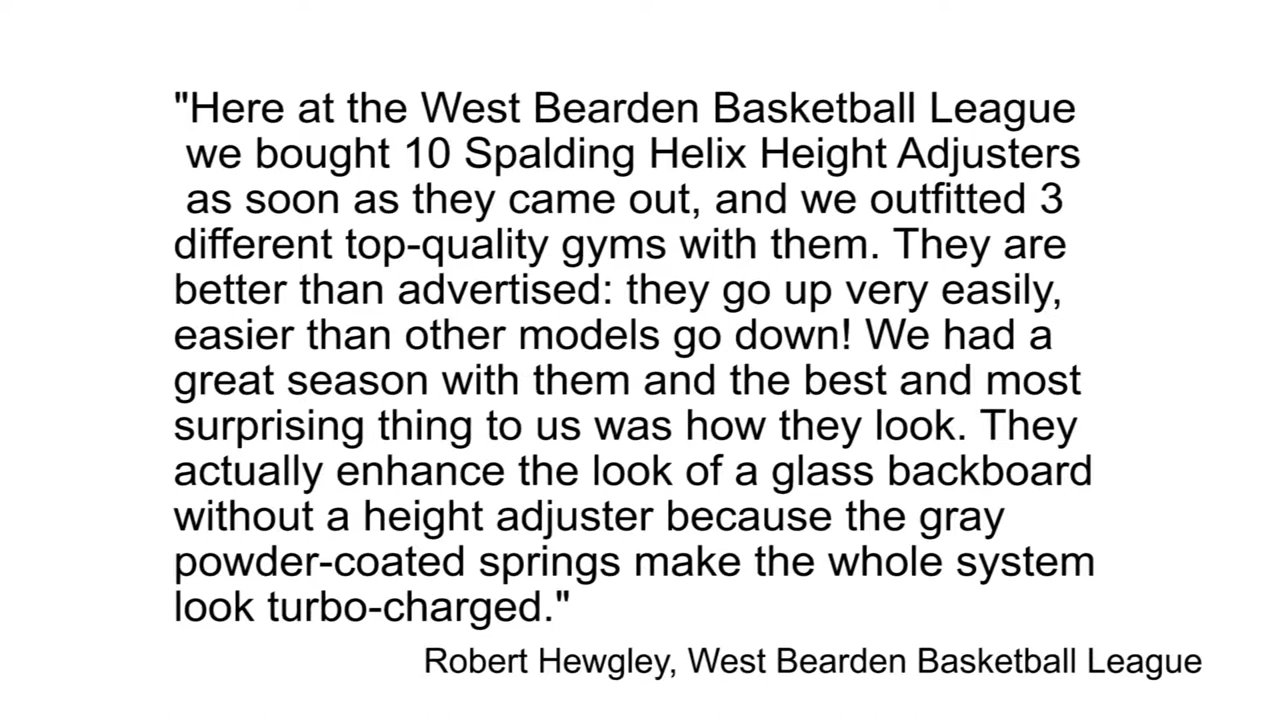 "Here at the West Bearden Basketball League
we bought 10 Spalding Helix Height Adjusters
as soon as they came out, and we outfitted 3
different top-quality gyms with them. They are
better than advertised: they go up very easily,
easier than other models go down! We had a
great season with them and the best and most
surprising thing to us was how they look. They
actually enhance the look of a glass backboard
without a height adjuster because the gray
powder-coated springs make the whole system
look turbo-charged."
Robert Hewgley, West Bearden Basketball League